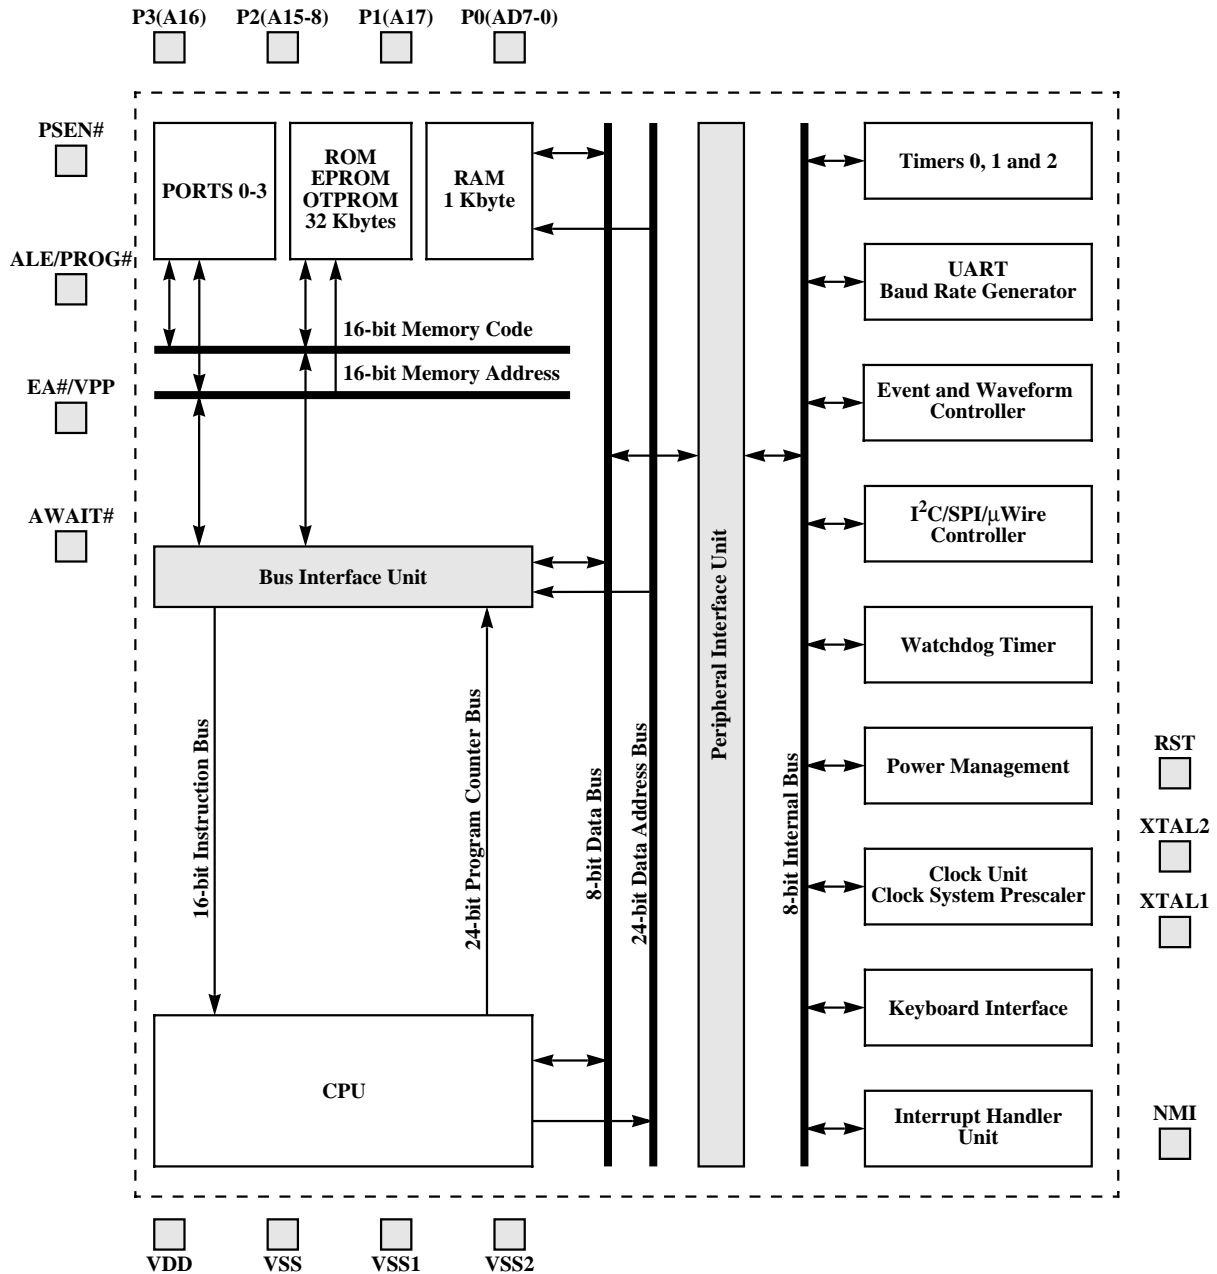 P3(A16) P2(A15-8) P1(A17) P0(AD7-0)
PSEN#
ALE/PROG#
EA#/VPP
AWAIT#
PORTS 0-3
ROM
EPROM
OTPROM
32 Kbytes
RAM
1 Kbyte
16-bit Memory Code
16-bit Memory Address
Bus Interface Unit
16-bit Instruction Bus
24-bit Program Counter Bus
8-bit Data Bus
24-bit Data Address Bus
Peripheral Interface Unit
8-bit Internal Bus
CPU
Timers 0, 1 and 2
UART
Baud Rate Generator
Event and Waveform
Controller
I²C/SPI/μWire
Controller
Watchdog Timer
Power Management
Clock Unit
Clock System Prescaler
Keyboard Interface
Interrupt Handler
Unit
RST
XTAL2
XTAL1
NMI
VDD VSS VSS1 VSS2